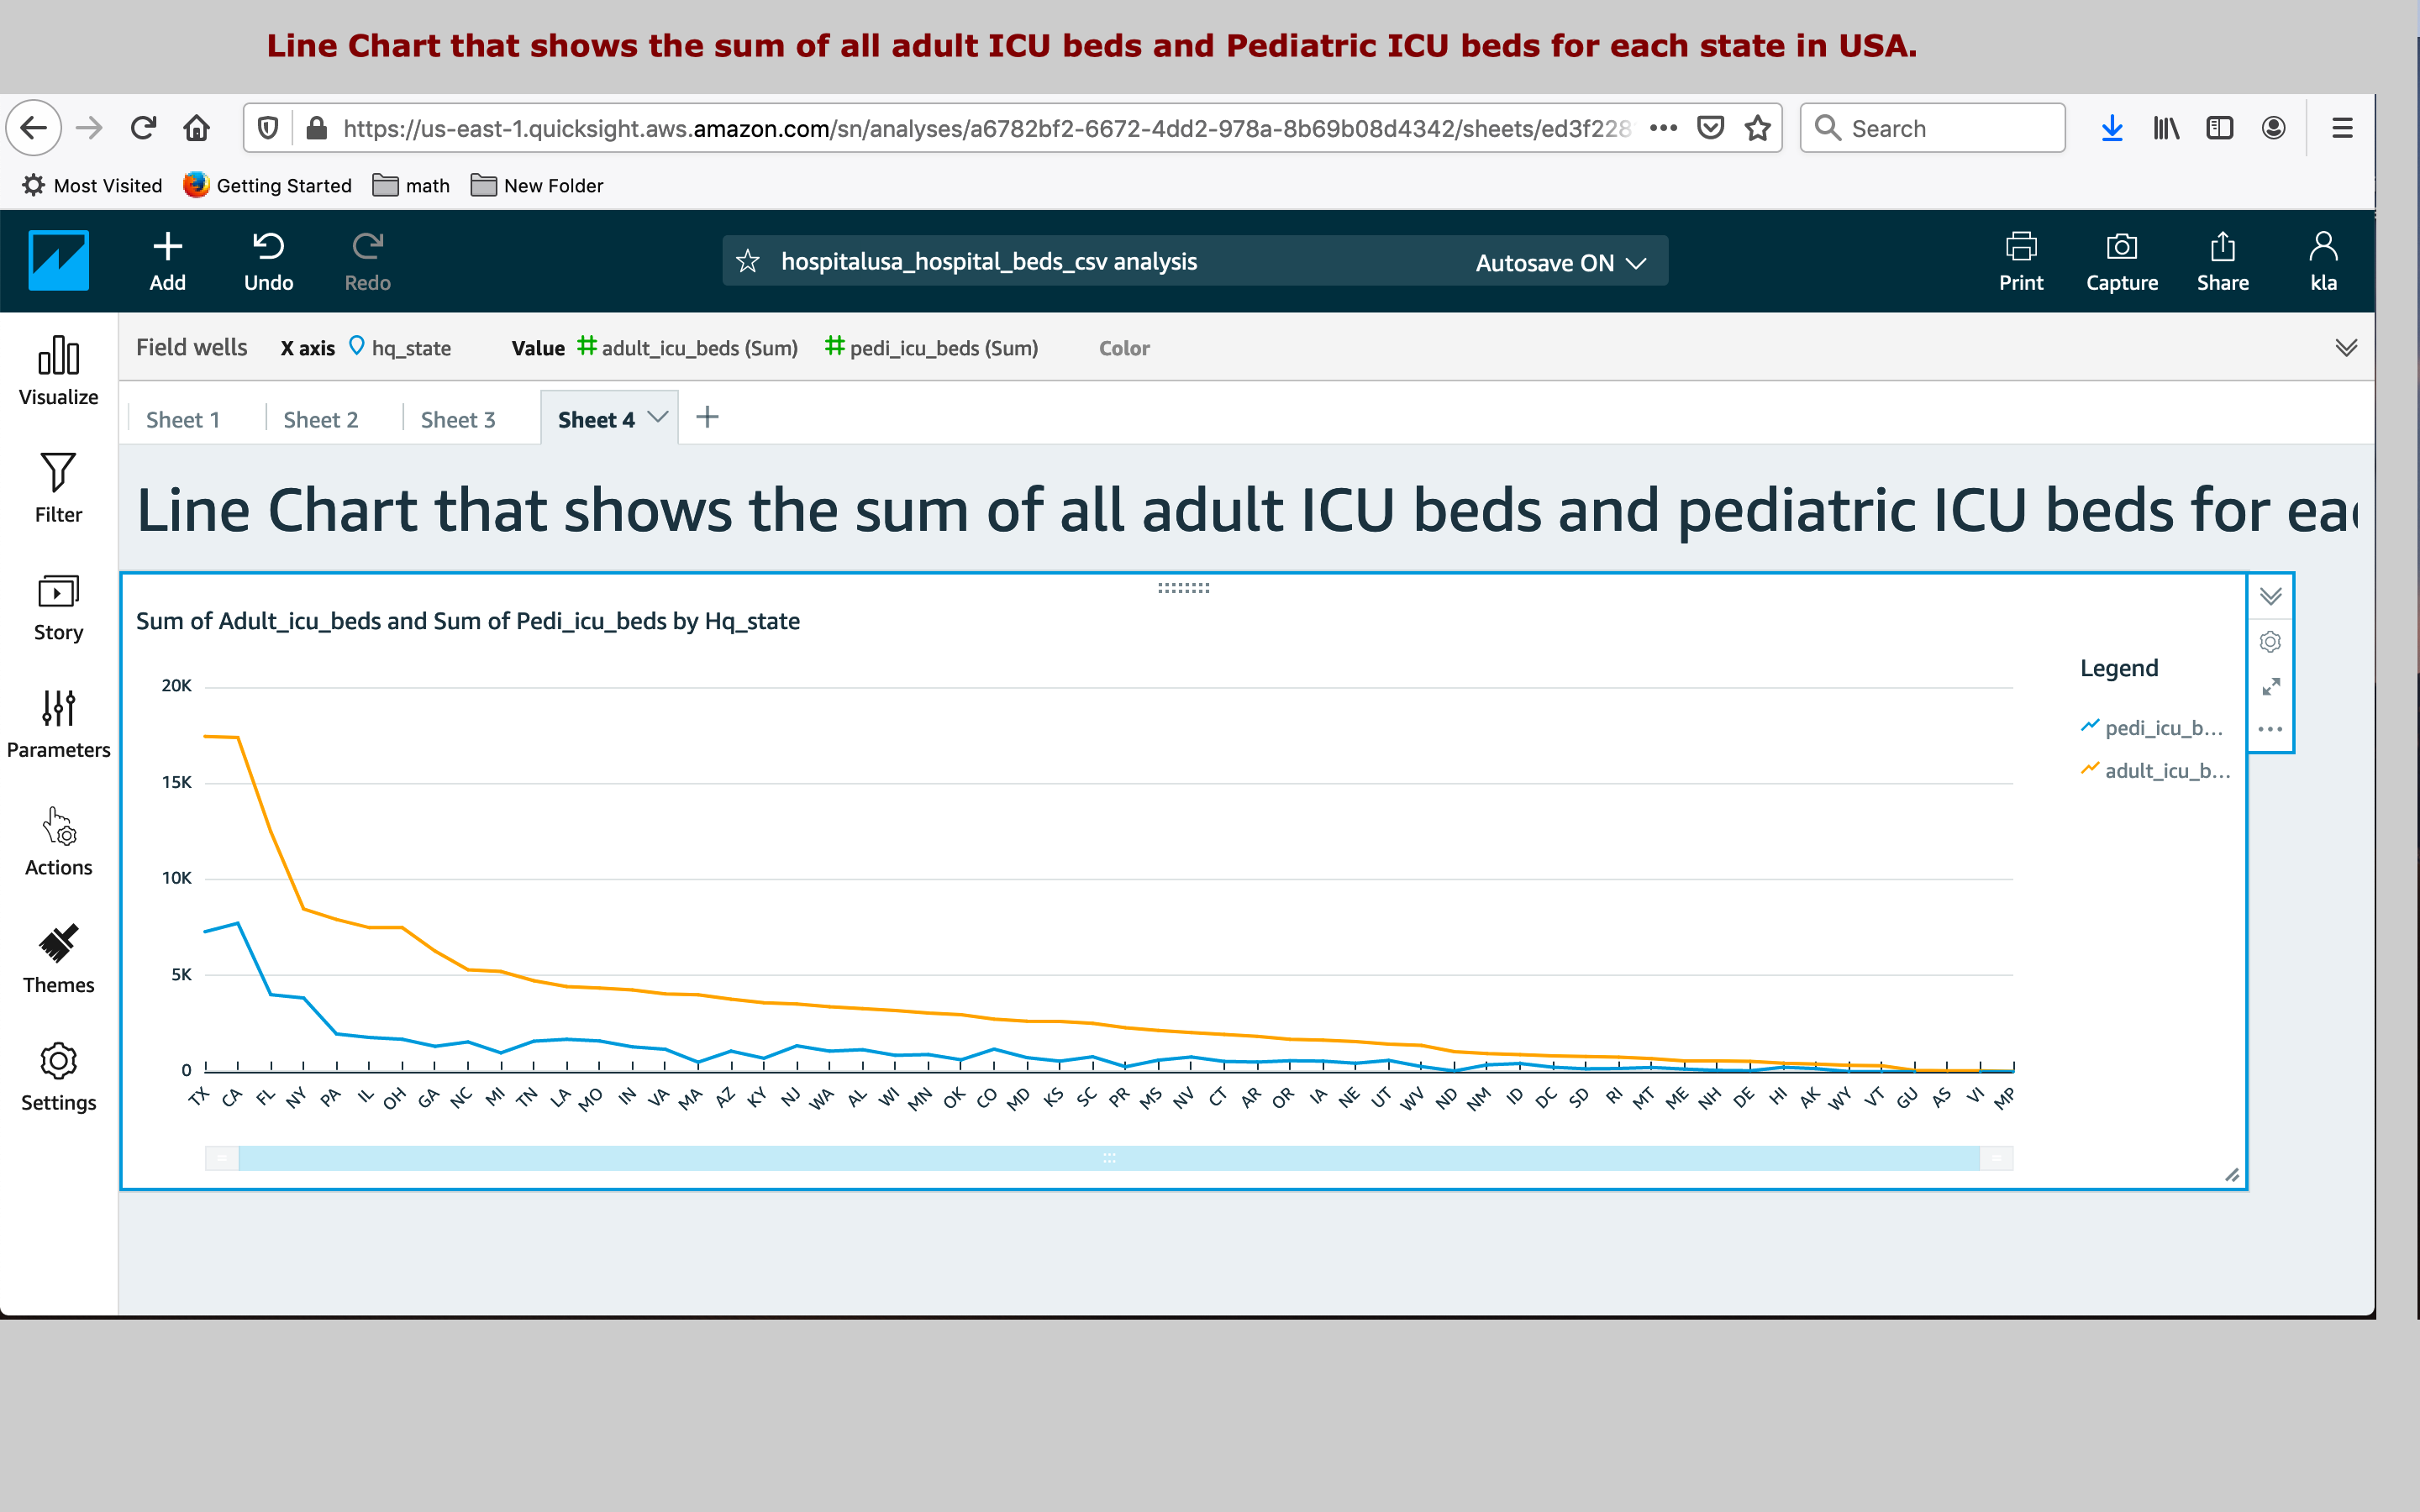 Line Chart that shows the sum of all adult ICU beds and Pediatric ICU beds for each state in USA.
https://us-east-1.quicksight.aws.amazon.com/sn/analyses/a6782bf2-6672-4dd2-978a-8b69b08d4342/sheets/ed3f228 Search
Most Visited Getting Started math New Folder
Add Undo Redo hospitalusa_hospital_beds_csv analysis Autosave ON Print Capture Share kla
Field wells X axis hq_state Value adult_icu_beds (Sum) pedi_icu_beds (Sum) Color
Sheet 1 Sheet 2 Sheet 3 Sheet 4
Visualize
Filter
Story
Parameters
Actions
Themes
Settings
Line Chart that shows the sum of all adult ICU beds and pediatric ICU beds for eac
Sum of Adult_icu_beds and Sum of Pedi_icu_beds by Hq_state
20K
15K
10K
5K
0
TX CA FL NY PA IL OH GA NC MI TN LA MO IN VA MA AZ KY NJ WA AL WI MN OK CO MD KS SC PR MS NV CT AR OR IA NE UT WV ND NM ID DC SD RI MT ME NH DE HI AK WY VT GU AS VI MP
Legend
pedi_icu_b...
adult_icu_b...